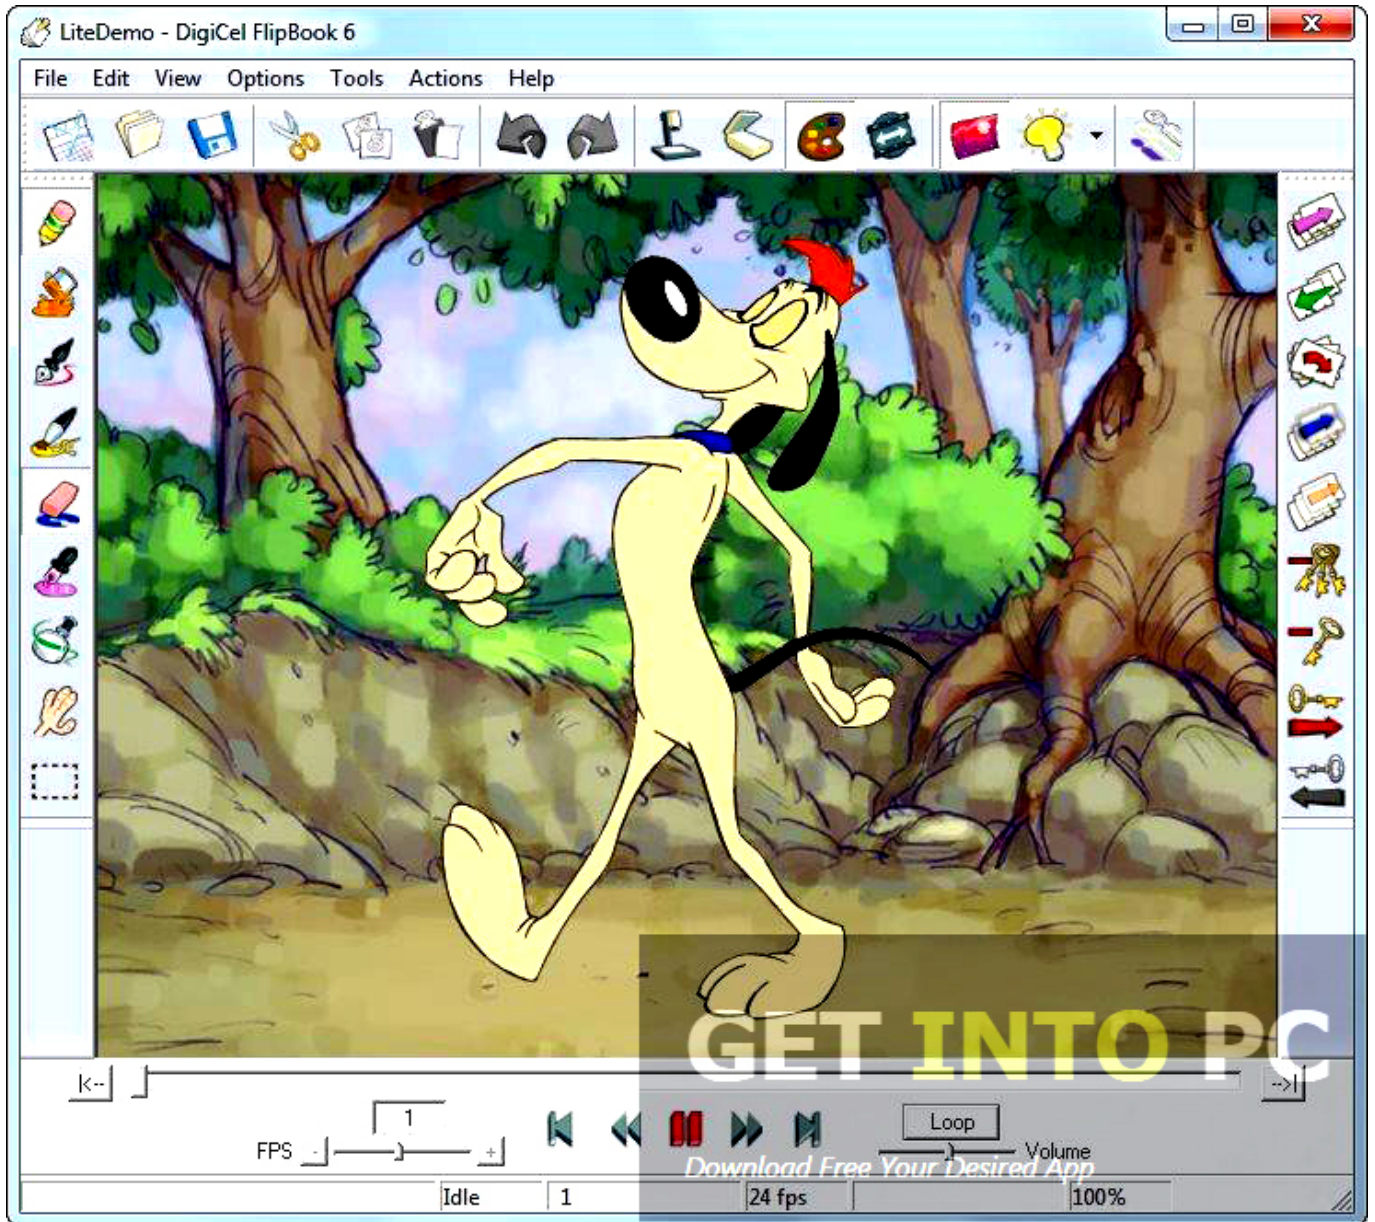 LiteDemo - DigiCel FlipBook 6
File Edit View Options Tools Actions Help
GET INTO PC
|<-- -->|
1
Loop
FPS - + Volume
Download Free Your Desired App
Idle 1 24 fps 100%